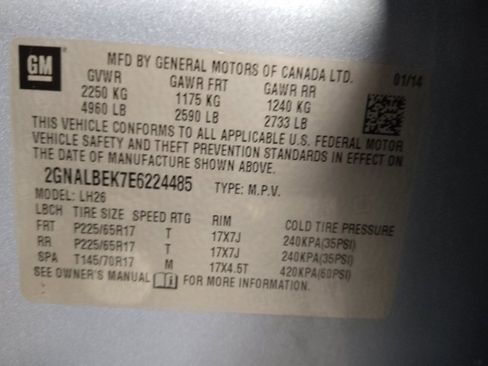 GM
MFD BY GENERAL MOTORS OF CANADA LTD. 01/14
GVWR GAWR FRT GAWR RR
2250 KG 1175 KG 1240 KG
4960 LB 2590 LB 2733 LB
THIS VEHICLE CONFORMS TO ALL APPLICABLE U.S. FEDERAL MOTOR
VEHICLE SAFETY AND THEFT PREVENTION STANDARDS IN EFFECT ON
THE DATE OF MANUFACTURE SHOWN ABOVE.
2GNALBEK7E6224485 TYPE: M.P.V.
MODEL: LH26
LBCH TIRE SIZE SPEED RTG RIM COLD TIRE PRESSURE
FRT P225/65R17 T 17X7J 240KPA(35PSI)
RR P225/65R17 T 17X7J 240KPA(35PSI)
SPA T145/70R17 M 17X4.5T 420KPA(60PSI)
SEE OWNER'S MANUAL FOR MORE INFORMATION.